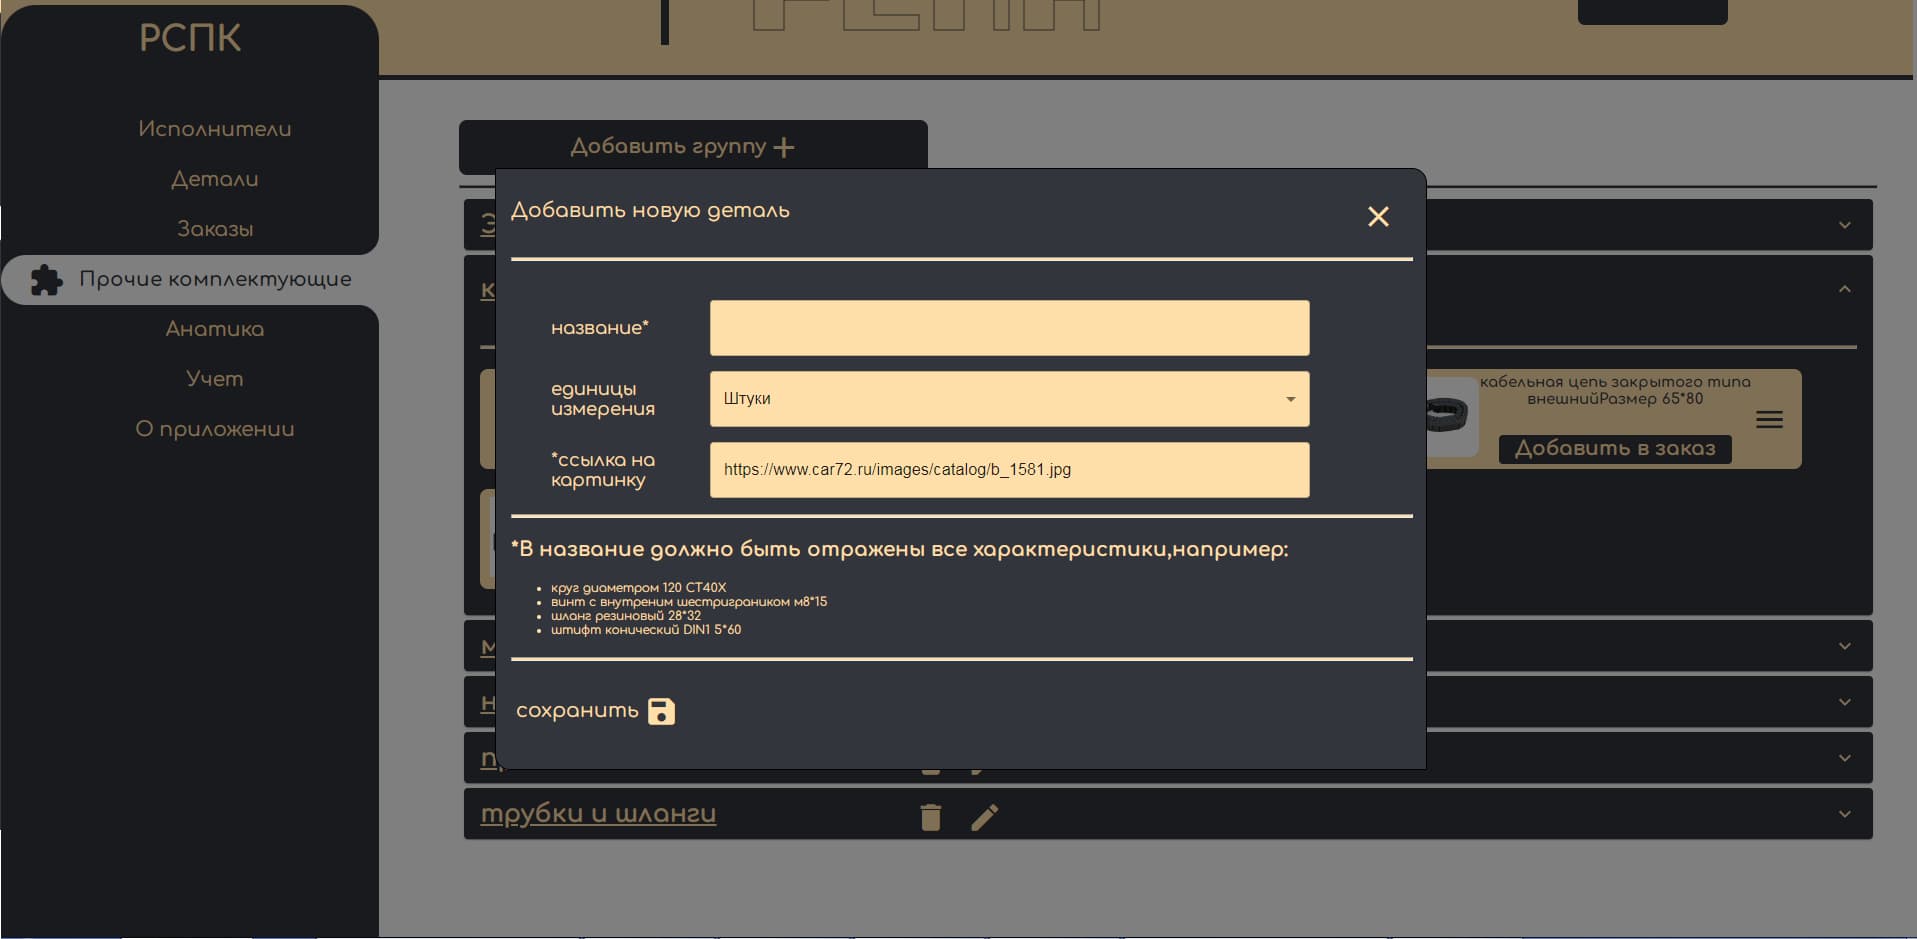 РСПК
Исполнители
Детали
Заказы
Прочие комплектующие
Анатика
Учет
О приложении
Добавить группу
Добавить новую деталь
название*
единицы
измерения
Штуки
*ссылка на
картинку
https://www.car72.ru/images/catalog/b_1581.jpg
*В название должно быть отражены все характеристики,например:
круг диаметром 120 СТ40Х
винт с внутреним шестриграником м8*15
шланг резиновый 28*32
штифт конический DIN1 5*60
сохранить
кабельная цепь закрытого типа
внешнийРазмер 65*80
Добавить в заказ
трубки и шланги